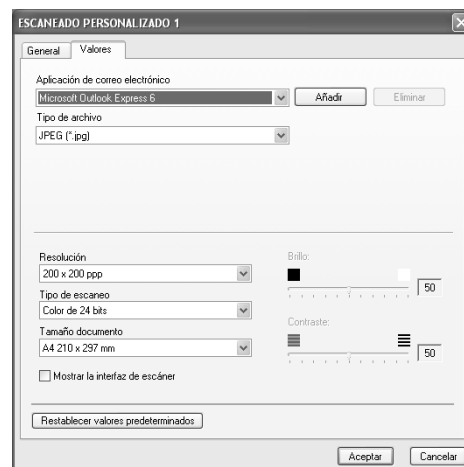 ESCANEADO PERSONALIZADO 1
General Valores
Aplicación de correo electrónico
Microsoft Outlook Express 6 Añadir Eliminar
Tipo de archivo
JPEG (*.jpg)
Resolución Brillo:
200 x 200 ppp 50
Tipo de escaneo
Color de 24 bits
Tamaño documento Contraste:
A4 210 x 297 mm 50
Mostrar la interfaz de escáner
Restablecer valores predeterminados
Aceptar Cancelar